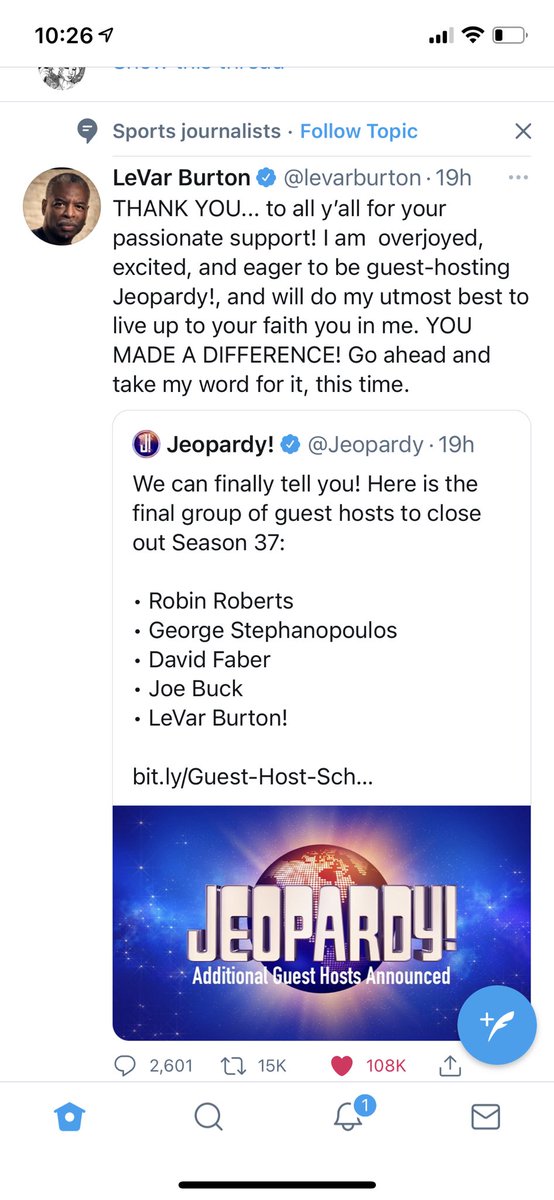 10:26
Sports journalists · Follow Topic
LeVar Burton @levarburton · 19h
THANK YOU... to all y’all for your
passionate support! I am  overjoyed,
excited, and eager to be guest-hosting
Jeopardy!, and will do my utmost best to
live up to your faith you in me. YOU
MADE A DIFFERENCE! Go ahead and
take my word for it, this time.
Jeopardy! @Jeopardy · 19h
We can finally tell you! Here is the
final group of guest hosts to close
out Season 37:
• Robin Roberts
• George Stephanopoulos
• David Faber
• Joe Buck
• LeVar Burton!
bit.ly/Guest-Host-Sch...
JEOPARDY!
Additional Guest Hosts Announced
2,601 15K 108K
1